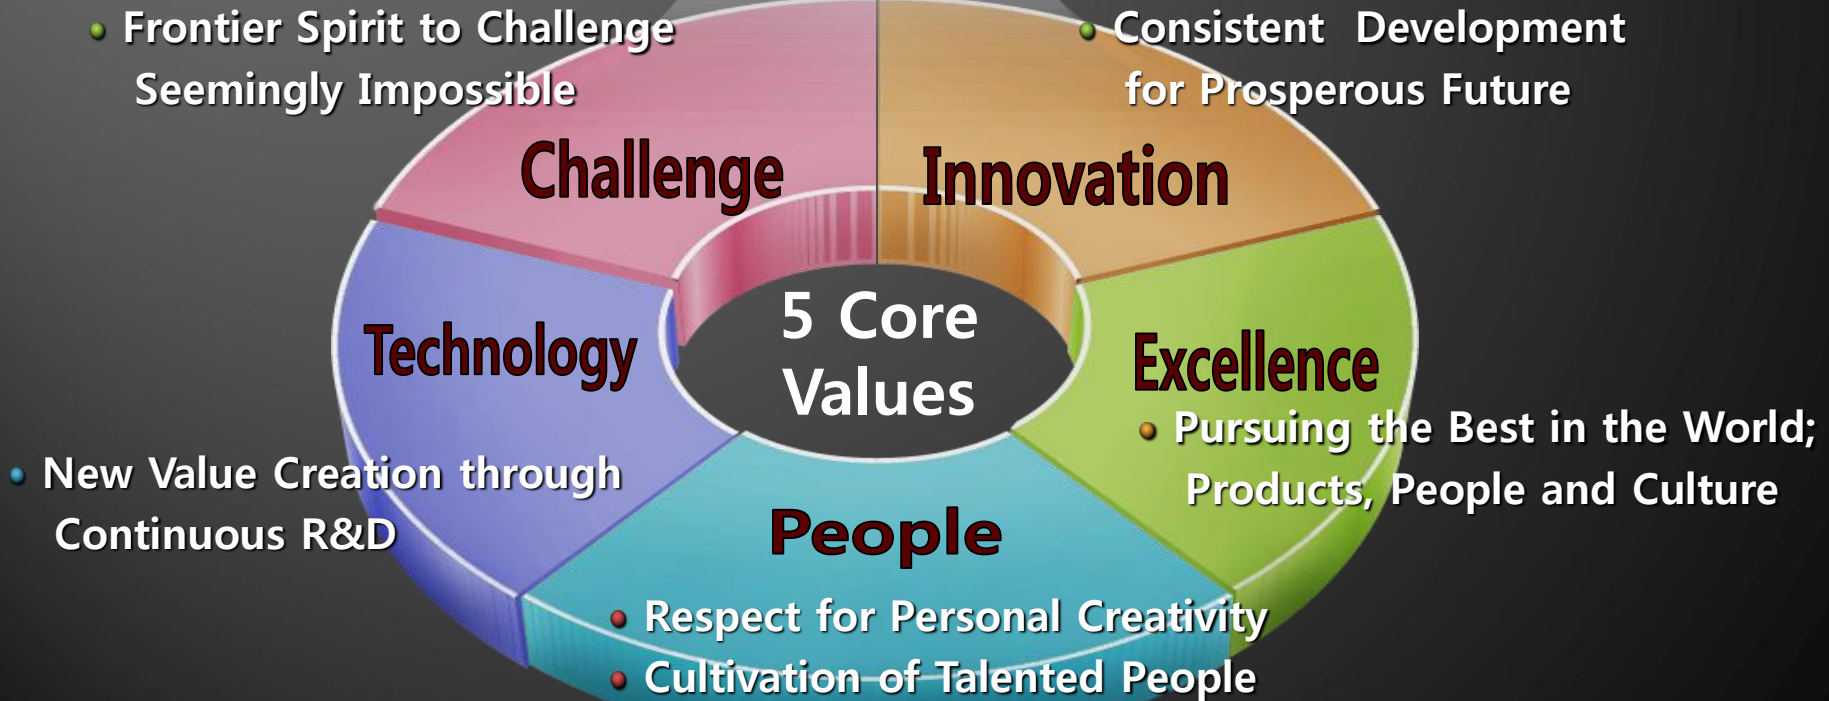 Frontier Spirit to Challenge
Seemingly Impossible
Consistent Development
for Prosperous Future
Challenge
Innovation
5 Core
Values
Technology
Excellence
New Value Creation through
Continuous R&D
Pursuing the Best in the World;
Products, People and Culture
People
Respect for Personal Creativity
Cultivation of Talented People